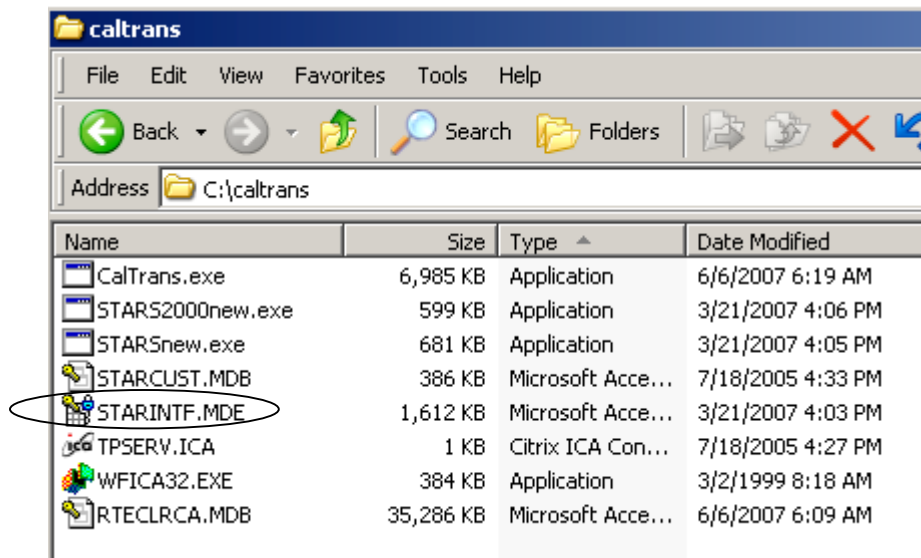 caltrans
File Edit View Favorites Tools Help
Back Search Folders
Address C:\caltrans
Name Size Type Date Modified
CalTrans.exe 6,985 KB Application 6/6/2007 6:19 AM
STARS2000new.exe 599 KB Application 3/21/2007 4:06 PM
STARSnew.exe 681 KB Application 3/21/2007 4:05 PM
STARCUST.MDB 386 KB Microsoft Acce... 7/18/2005 4:33 PM
STARINTF.MDE 1,612 KB Microsoft Acce... 3/21/2007 4:03 PM
ica TPSERV.ICA 1 KB Citrix ICA Con... 7/18/2005 4:27 PM
WFICA32.EXE 384 KB Application 3/2/1999 8:18 AM
RTECLRCA.MDB 35,286 KB Microsoft Acce... 6/6/2007 6:09 AM